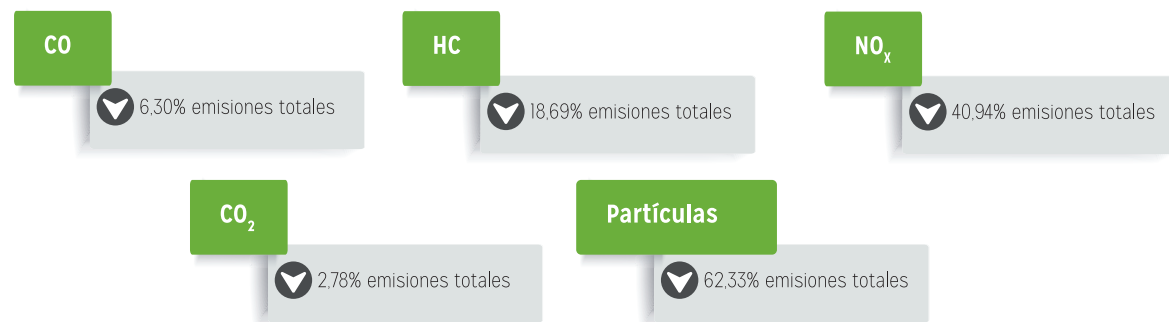 CO
6,30% emisiones totales
HC
18,69% emisiones totales
NOx
40,94% emisiones totales
CO2
2,78% emisiones totales
Partículas
62,33% emisiones totales